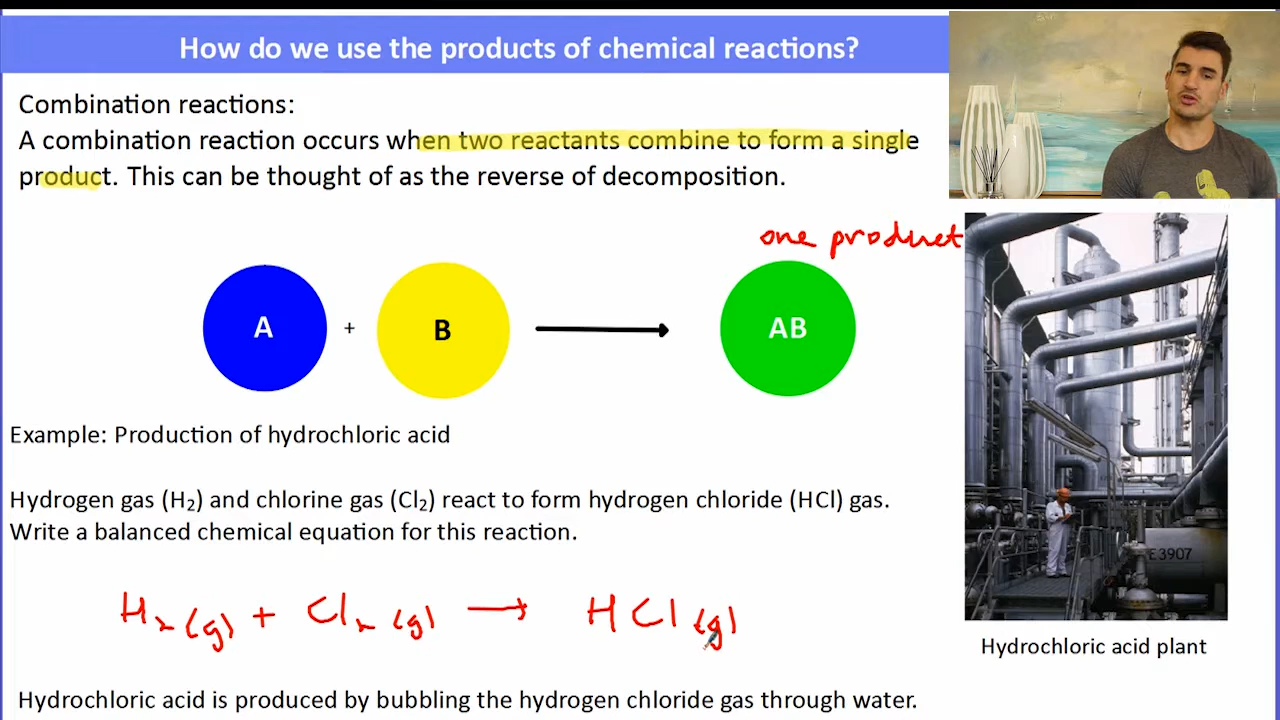 How do we use the products of chemical reactions?
Combination reactions:
A combination reaction occurs when two reactants combine to form a single
product. This can be thought of as the reverse of decomposition.
one product
A + B AB
Example: Production of hydrochloric acid
Hydrogen gas (H₂) and chlorine gas (Cl₂) react to form hydrogen chloride (HCl) gas.
Write a balanced chemical equation for this reaction.
H₂ (g) + Cl₂ (g) → HCl (g)
Hydrochloric acid is produced by bubbling the hydrogen chloride gas through water.
E3907
Hydrochloric acid plant